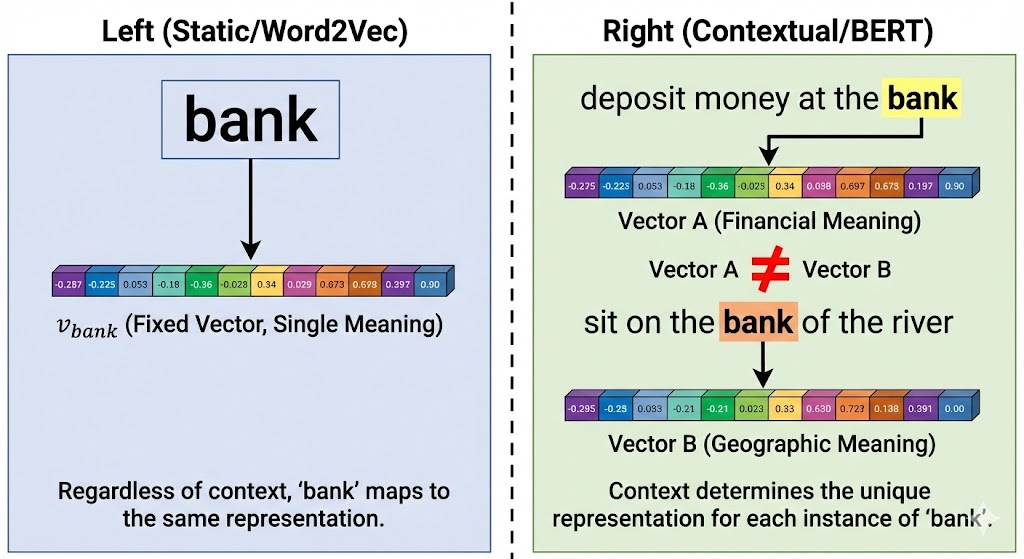 Left (Static/Word2Vec)
bank
-0.287 -0.225 0.053 -0.18 -0.36 -0.028 0.34 0.029 0.673 0.698 0.397 0.90
v_bank (Fixed Vector, Single Meaning)
Regardless of context, ‘bank’ maps to
the same representation.
Right (Contextual/BERT)
deposit money at the bank
-0.275 -0.223 0.053 -0.18 -0.36 -0.025 0.34 0.098 0.697 0.673 0.197 0.90
Vector A (Financial Meaning)
Vector A ≠ Vector B
sit on the bank of the river
-0.295 -0.25 0.033 -0.21 -0.21 0.023 0.33 0.630 0.723 0.138 0.391 0.00
Vector B (Geographic Meaning)
Context determines the unique
representation for each instance of ‘bank’.